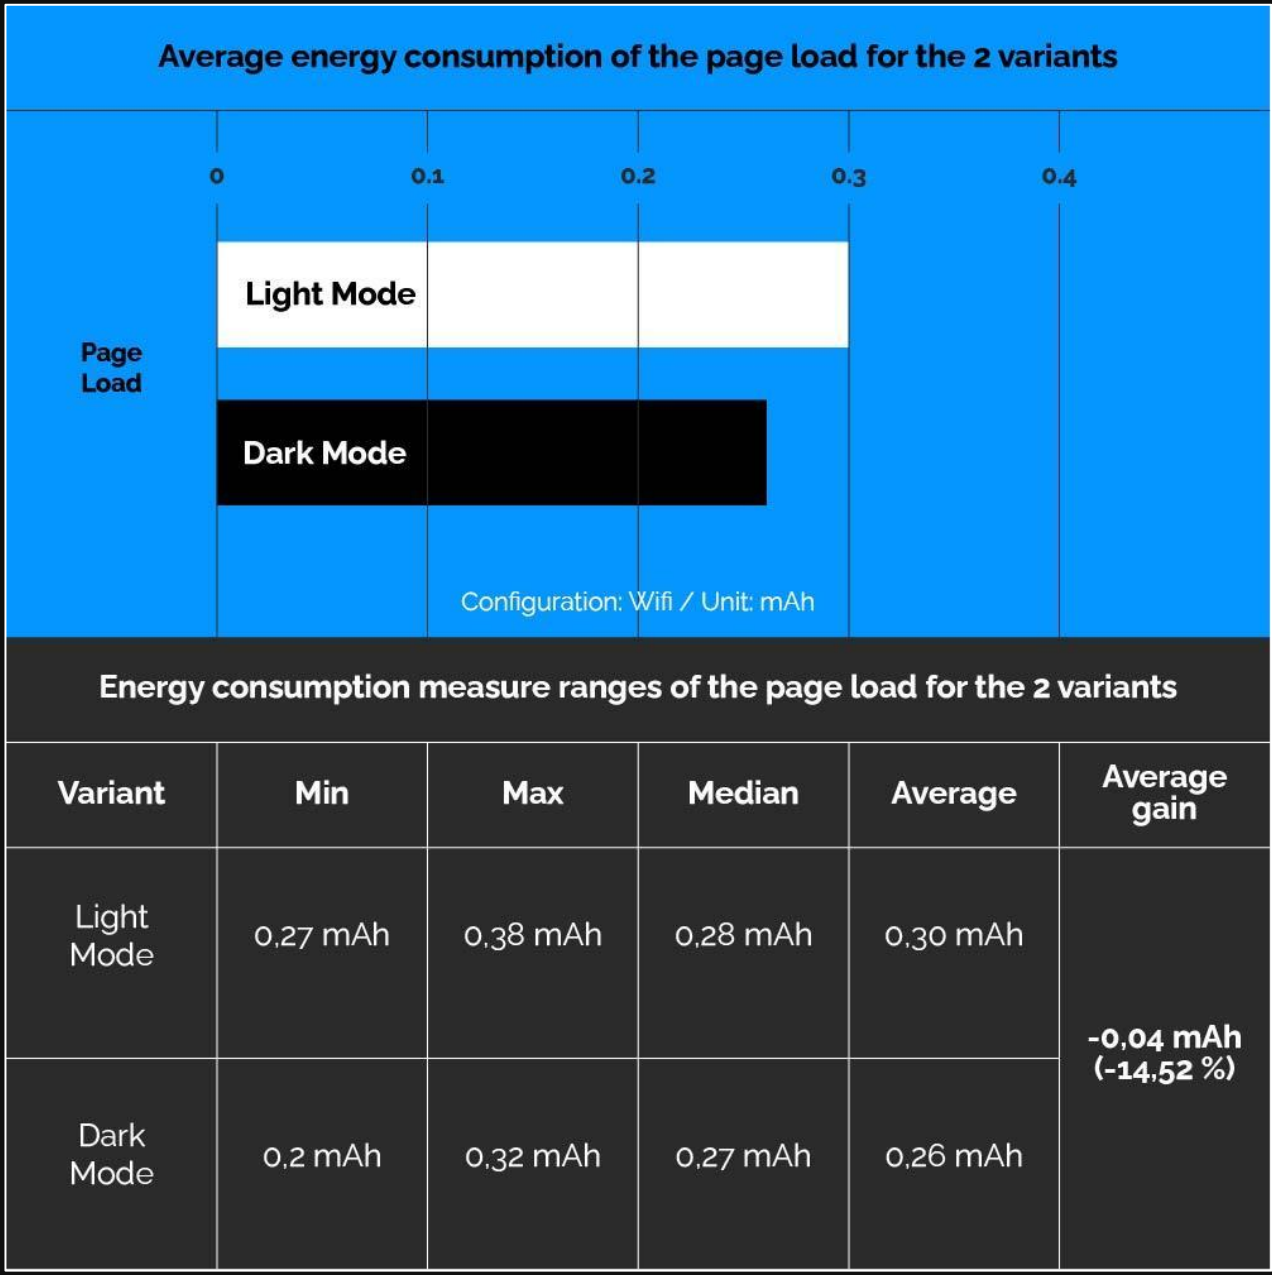 Average energy consumption of the page load for the 2 variants
0 0.1 0.2 0.3 0.4
Light Mode
Page
Load
Dark Mode
Configuration: Wifi / Unit: mAh
Energy consumption measure ranges of the page load for the 2 variants
Variant Min Max Median Average Average
gain
Light
Mode
0,27 mAh 0,38 mAh 0,28 mAh 0,30 mAh
-0,04 mAh
(-14,52 %)
Dark
Mode
0,2 mAh 0,32 mAh 0,27 mAh 0,26 mAh